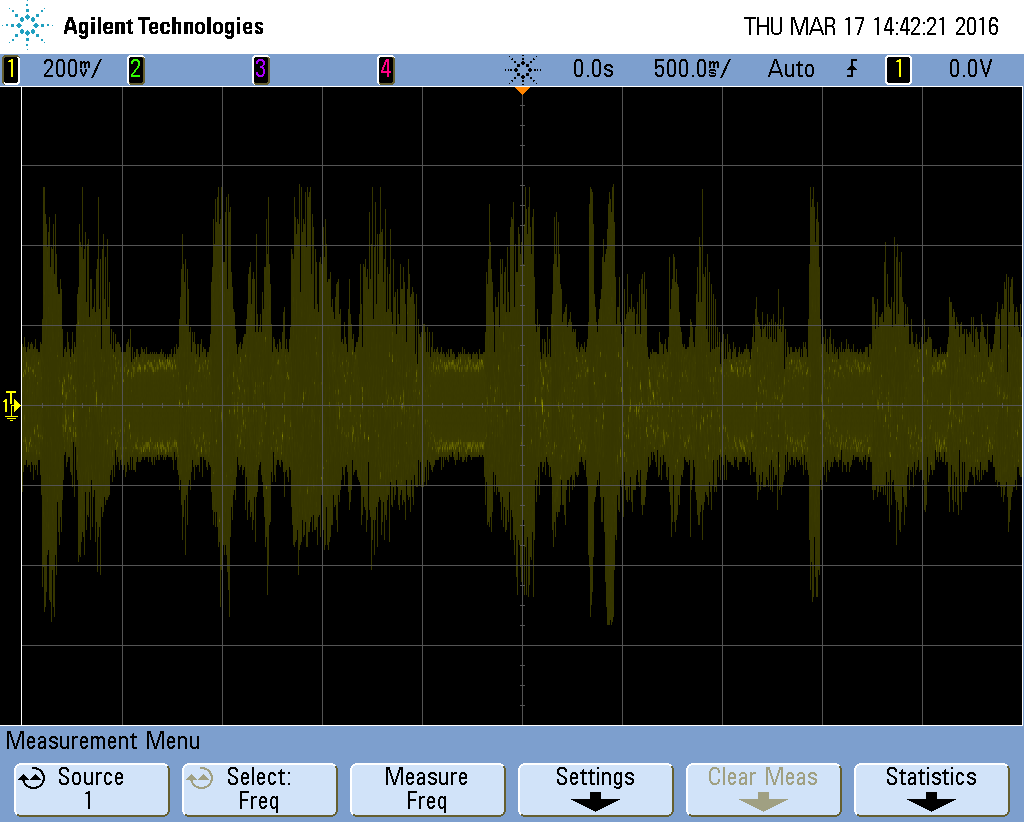 Agilent Technologies
THU MAR 17 14:42:21 2016
1 200mV/ 2 3 4 0.0s 500.0ms/ Auto 1 0.0V
T
1
Measurement Menu
Source
1
Select:
Freq
Measure
Freq
Settings
Clear Meas
Statistics